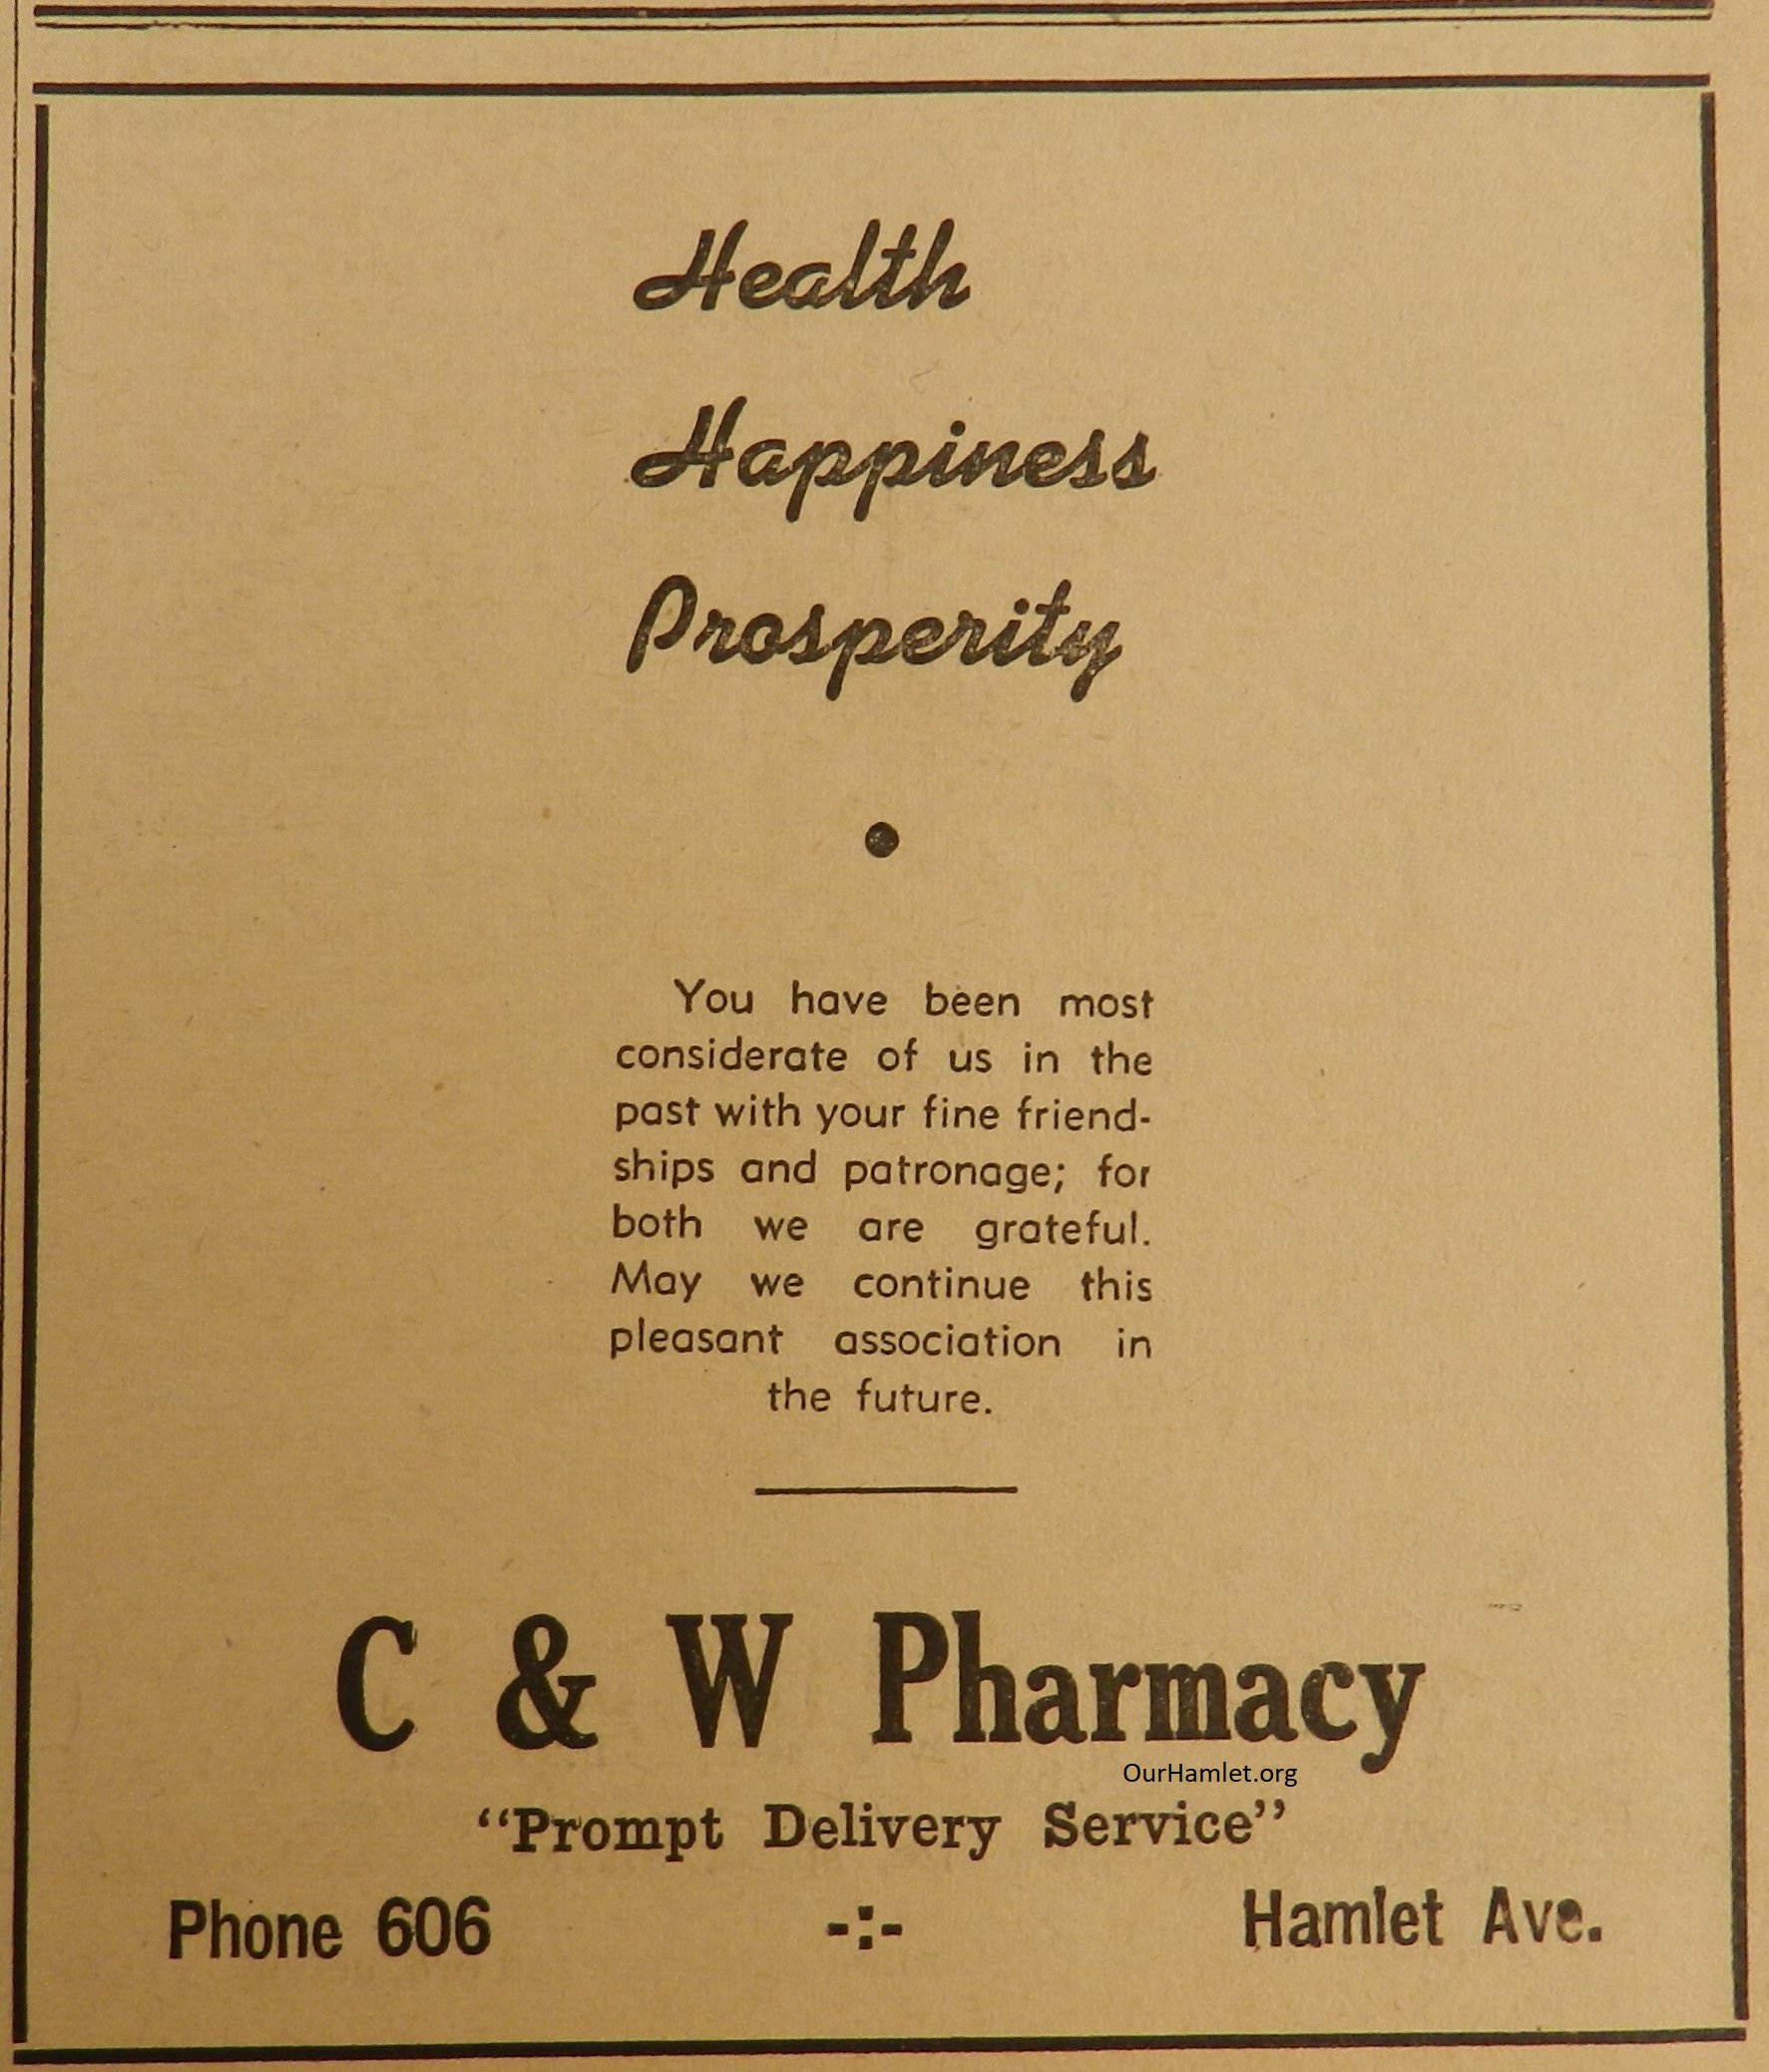 Health
Happiness
Prosperity
●
You have been most
considerate of us in the
past with your fine friend-
ships and patronage; for
both we are grateful.
May we continue this
pleasant association in
the future.
C & W Pharmacy
OurHamlet.org
“Prompt Delivery Service”
Phone 606 -:- Hamlet Ave.